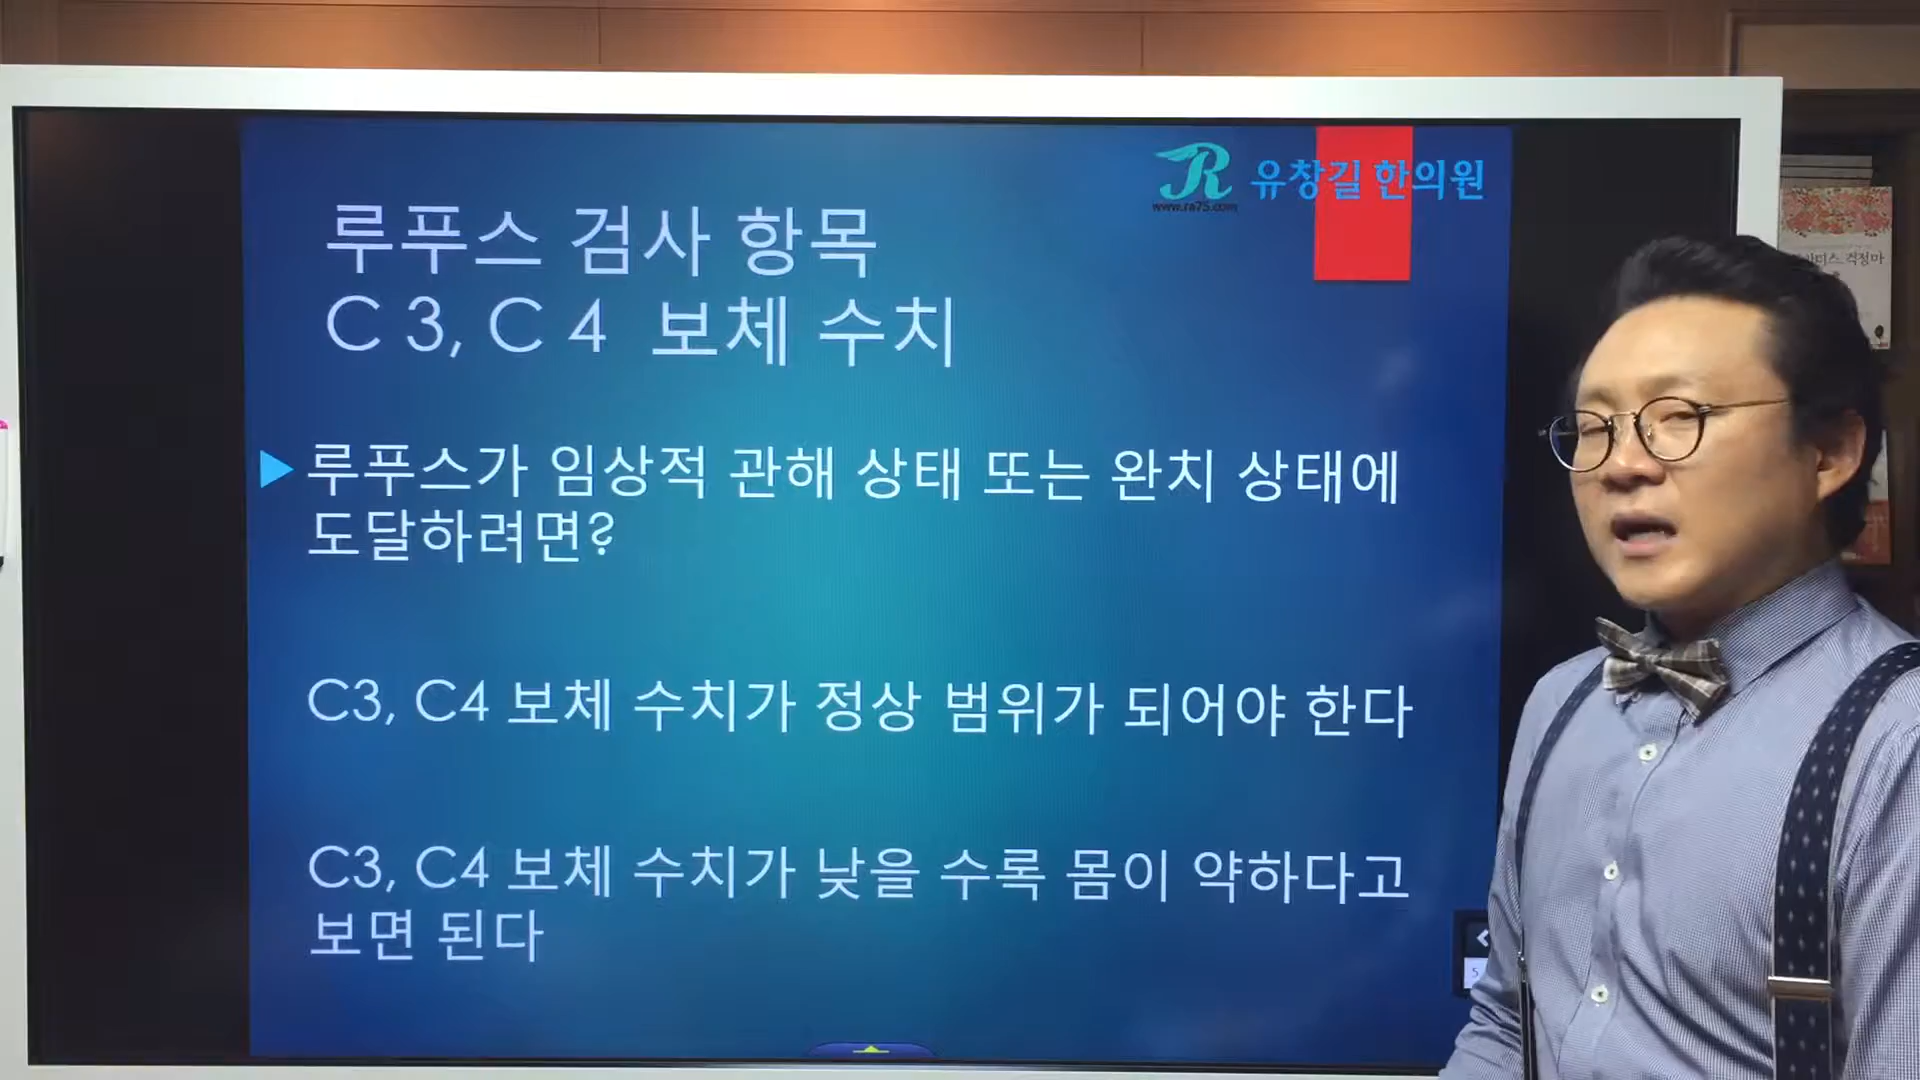 유창길 한의원
www.ra75.com
루푸스 검사 항목
C 3, C 4 보체 수치
루푸스가 임상적 관해 상태 또는 완치 상태에
도달하려면?
C3, C4 보체 수치가 정상 범위가 되어야 한다
C3, C4 보체 수치가 낮을 수록 몸이 약하다고
보면 된다
5